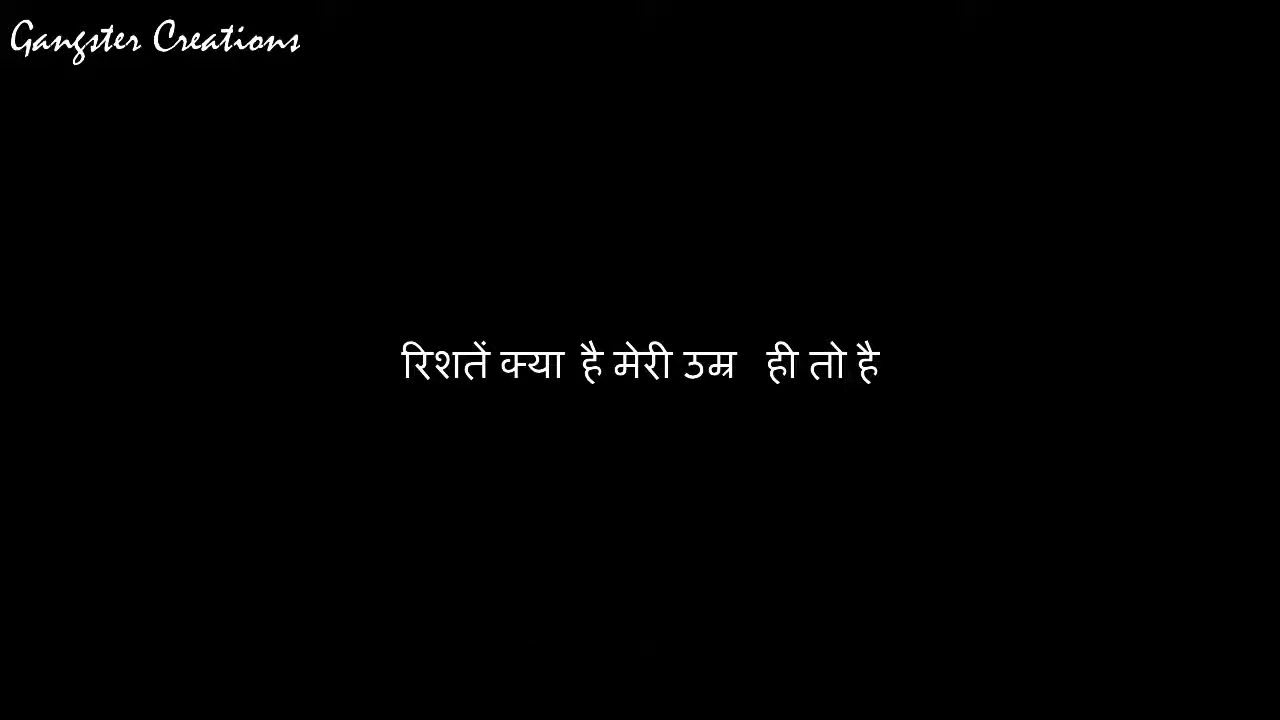 Gangster Creations
रिशतें क्या है मेरी उम्र ही तो है